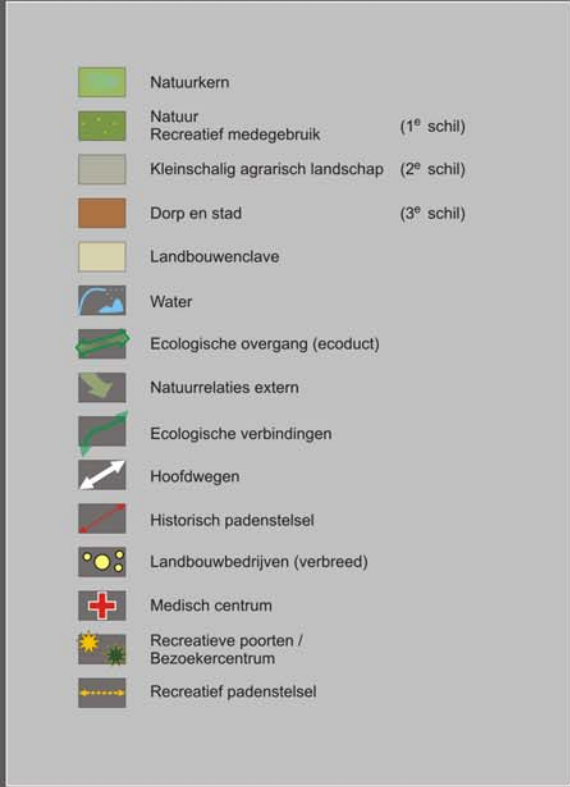 Natuurkern
Natuur
Recreatief medegebruik (1e schil)
Kleinschalig agrarisch landschap (2e schil)
Dorp en stad (3e schil)
Landbouwenclave
Water
Ecologische overgang (ecoduct)
Natuurrelaties extern
Ecologische verbindingen
Hoofdwegen
Historisch padenstelsel
Landbouwbedrijven (verbreed)
Medisch centrum
Recreatieve poorten /
Bezoekercentrum
Recreatief padenstelsel